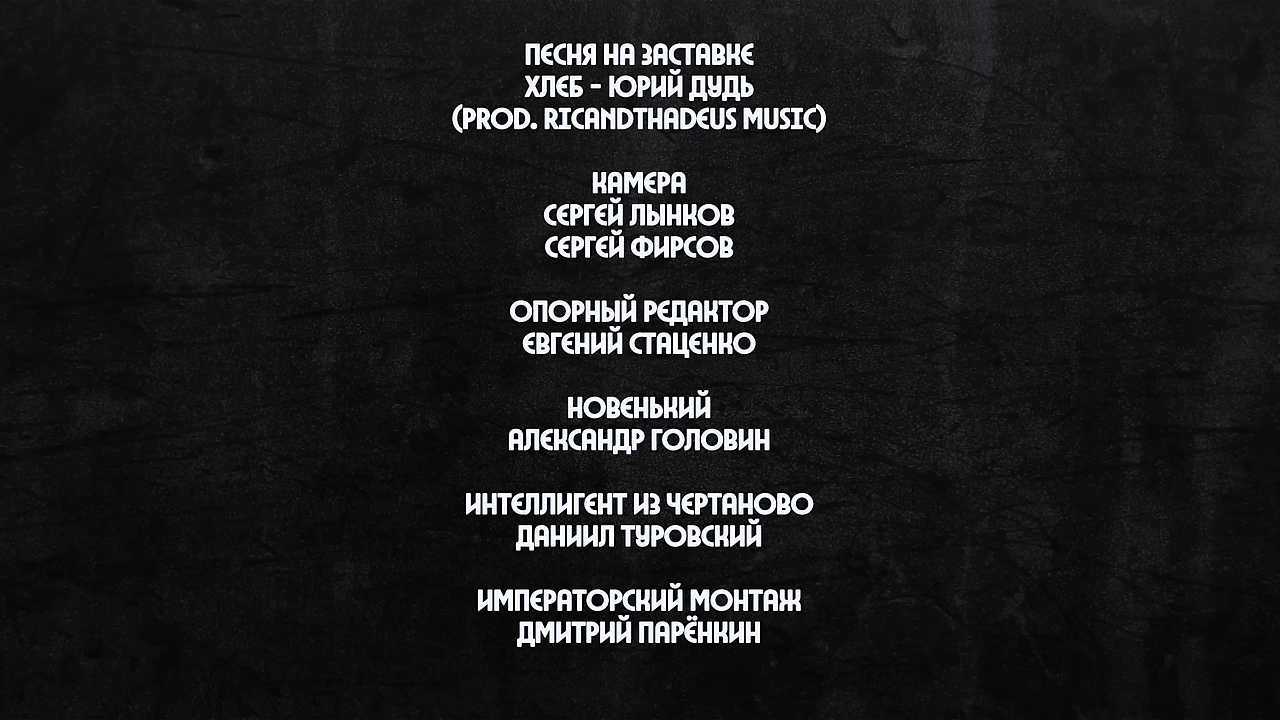 ПЕСНЯ НА ЗАСТАВКЕ
ХЛЕБ - ЮРИЙ ДУДЬ
(PROD. RICANDTHADEUS MUSIC)
КАМЕРА
СЕРГЕЙ ЛЫНКОВ
СЕРГЕЙ ФИРСОВ
ОПОРНЫЙ РЕДАКТОР
ЕВГЕНИЙ СТАЦЕНКО
НОВЕНЬКИЙ
АЛЕКСАНДР ГОЛОВИН
ИНТЕЛЛИГЕНТ ИЗ ЧЕРТАНОВО
ДАНИИЛ ТУРОВСКИЙ
ИМПЕРАТОРСКИЙ МОНТАЖ
ДМИТРИЙ ПАРЁНКИН